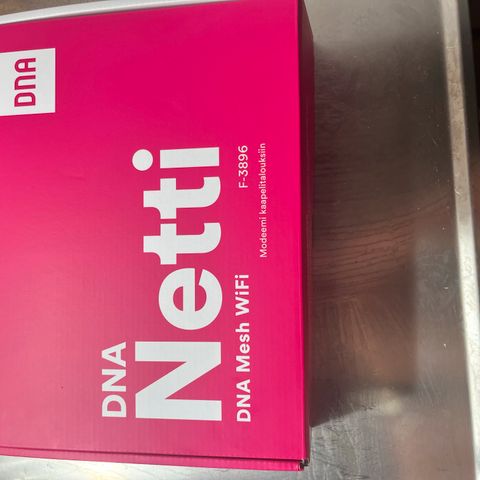 DNA
DNA
Netti
DNA Mesh WiFi
F-3896
Modeemi kaapelitalouksiin